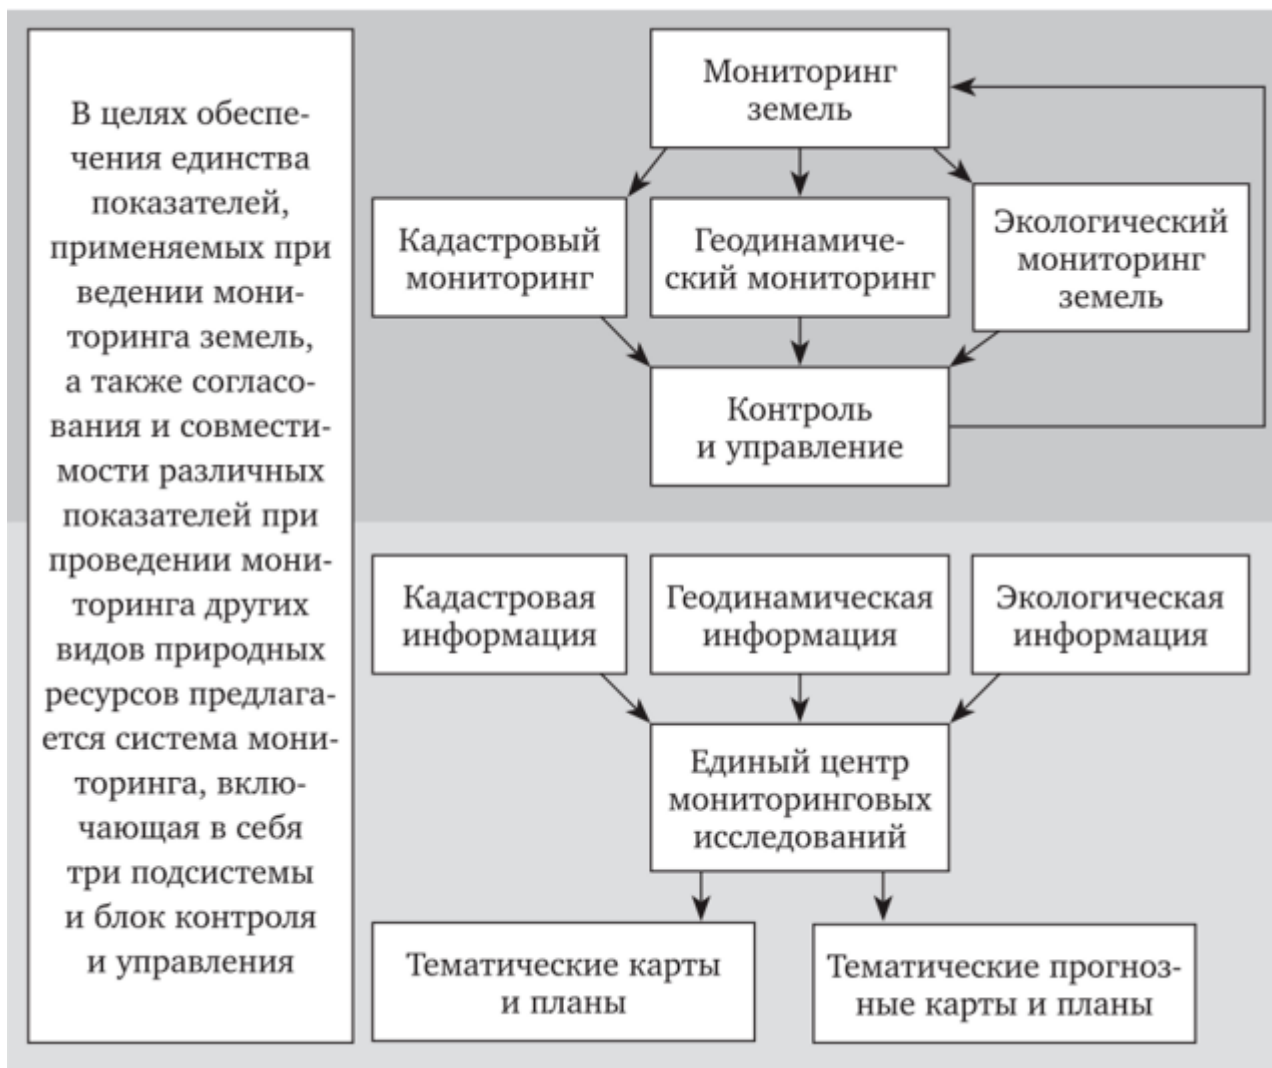 В целях обеспе-
чения единства
показателей,
применяемых при
ведении мони-
торинга земель,
а также согласо-
вания и совмести-
мости различных
показателей при
проведении мони-
торинга других
видов природных
ресурсов предлага-
ется система мони-
торинга, вклю-
чающая в себя
три подсистемы
и блок контроля
и управления
Мониторинг
земель
Кадастровый
мониторинг
Геодинамиче-
ский мониторинг
Экологический
мониторинг
земель
Контроль
и управление
Кадастровая
информация
Геодинамическая
информация
Экологическая
информация
Единый центр
мониторинговых
исследований
Тематические карты
и планы
Тематические прогноз-
ные карты и планы